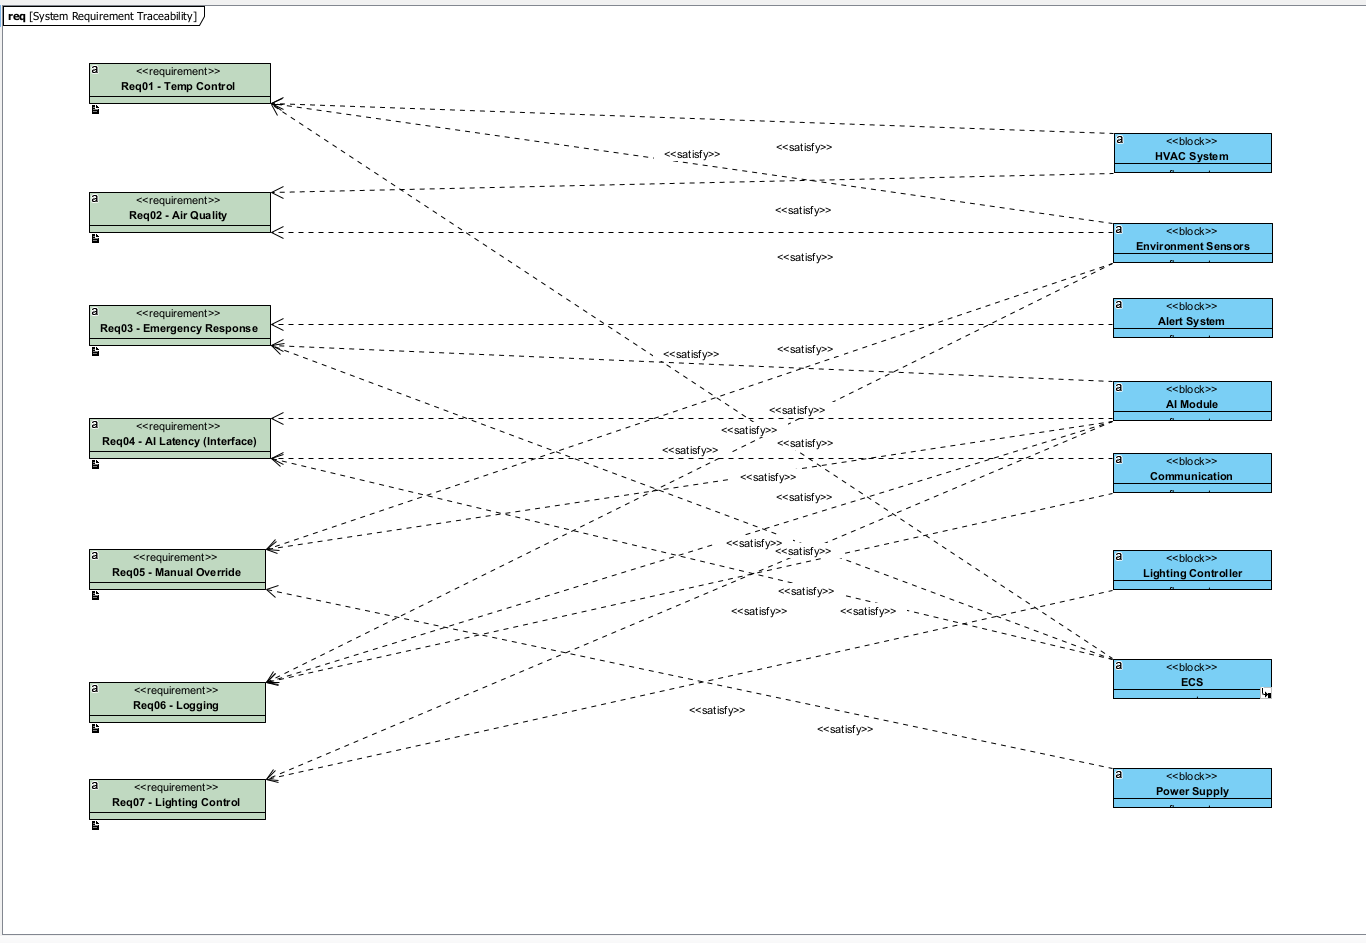 req [System Requirement Traceability]
a
<<requirement>>
Req01 - Temp Control
a
<<block>>
HVAC System
<<satisfy>>
<<satisfy>>
a
<<requirement>>
Req02 - Air Quality
<<satisfy>>
a
<<block>>
Environment Sensors
<<satisfy>>
a
<<requirement>>
Req03 - Emergency Response
a
<<block>>
Alert System
<<satisfy>>
<<satisfy>>
a
<<block>>
AI Module
<<satisfy>>
a
<<requirement>>
Req04 - AI Latency (Interface)
<<satisfy>>
<<satisfy>>
<<satisfy>>
a
<<block>>
Communication
<<satisfy>>
<<satisfy>>
a
<<requirement>>
Req05 - Manual Override
<<satisfy>>
<<satisfy>>
a
<<block>>
Lighting Controller
<<satisfy>>
<<satisfy>>
<<satisfy>>
a
<<block>>
ECS
a
<<requirement>>
Req06 - Logging
<<satisfy>>
<<satisfy>>
a
<<requirement>>
Req07 - Lighting Control
a
<<block>>
Power Supply